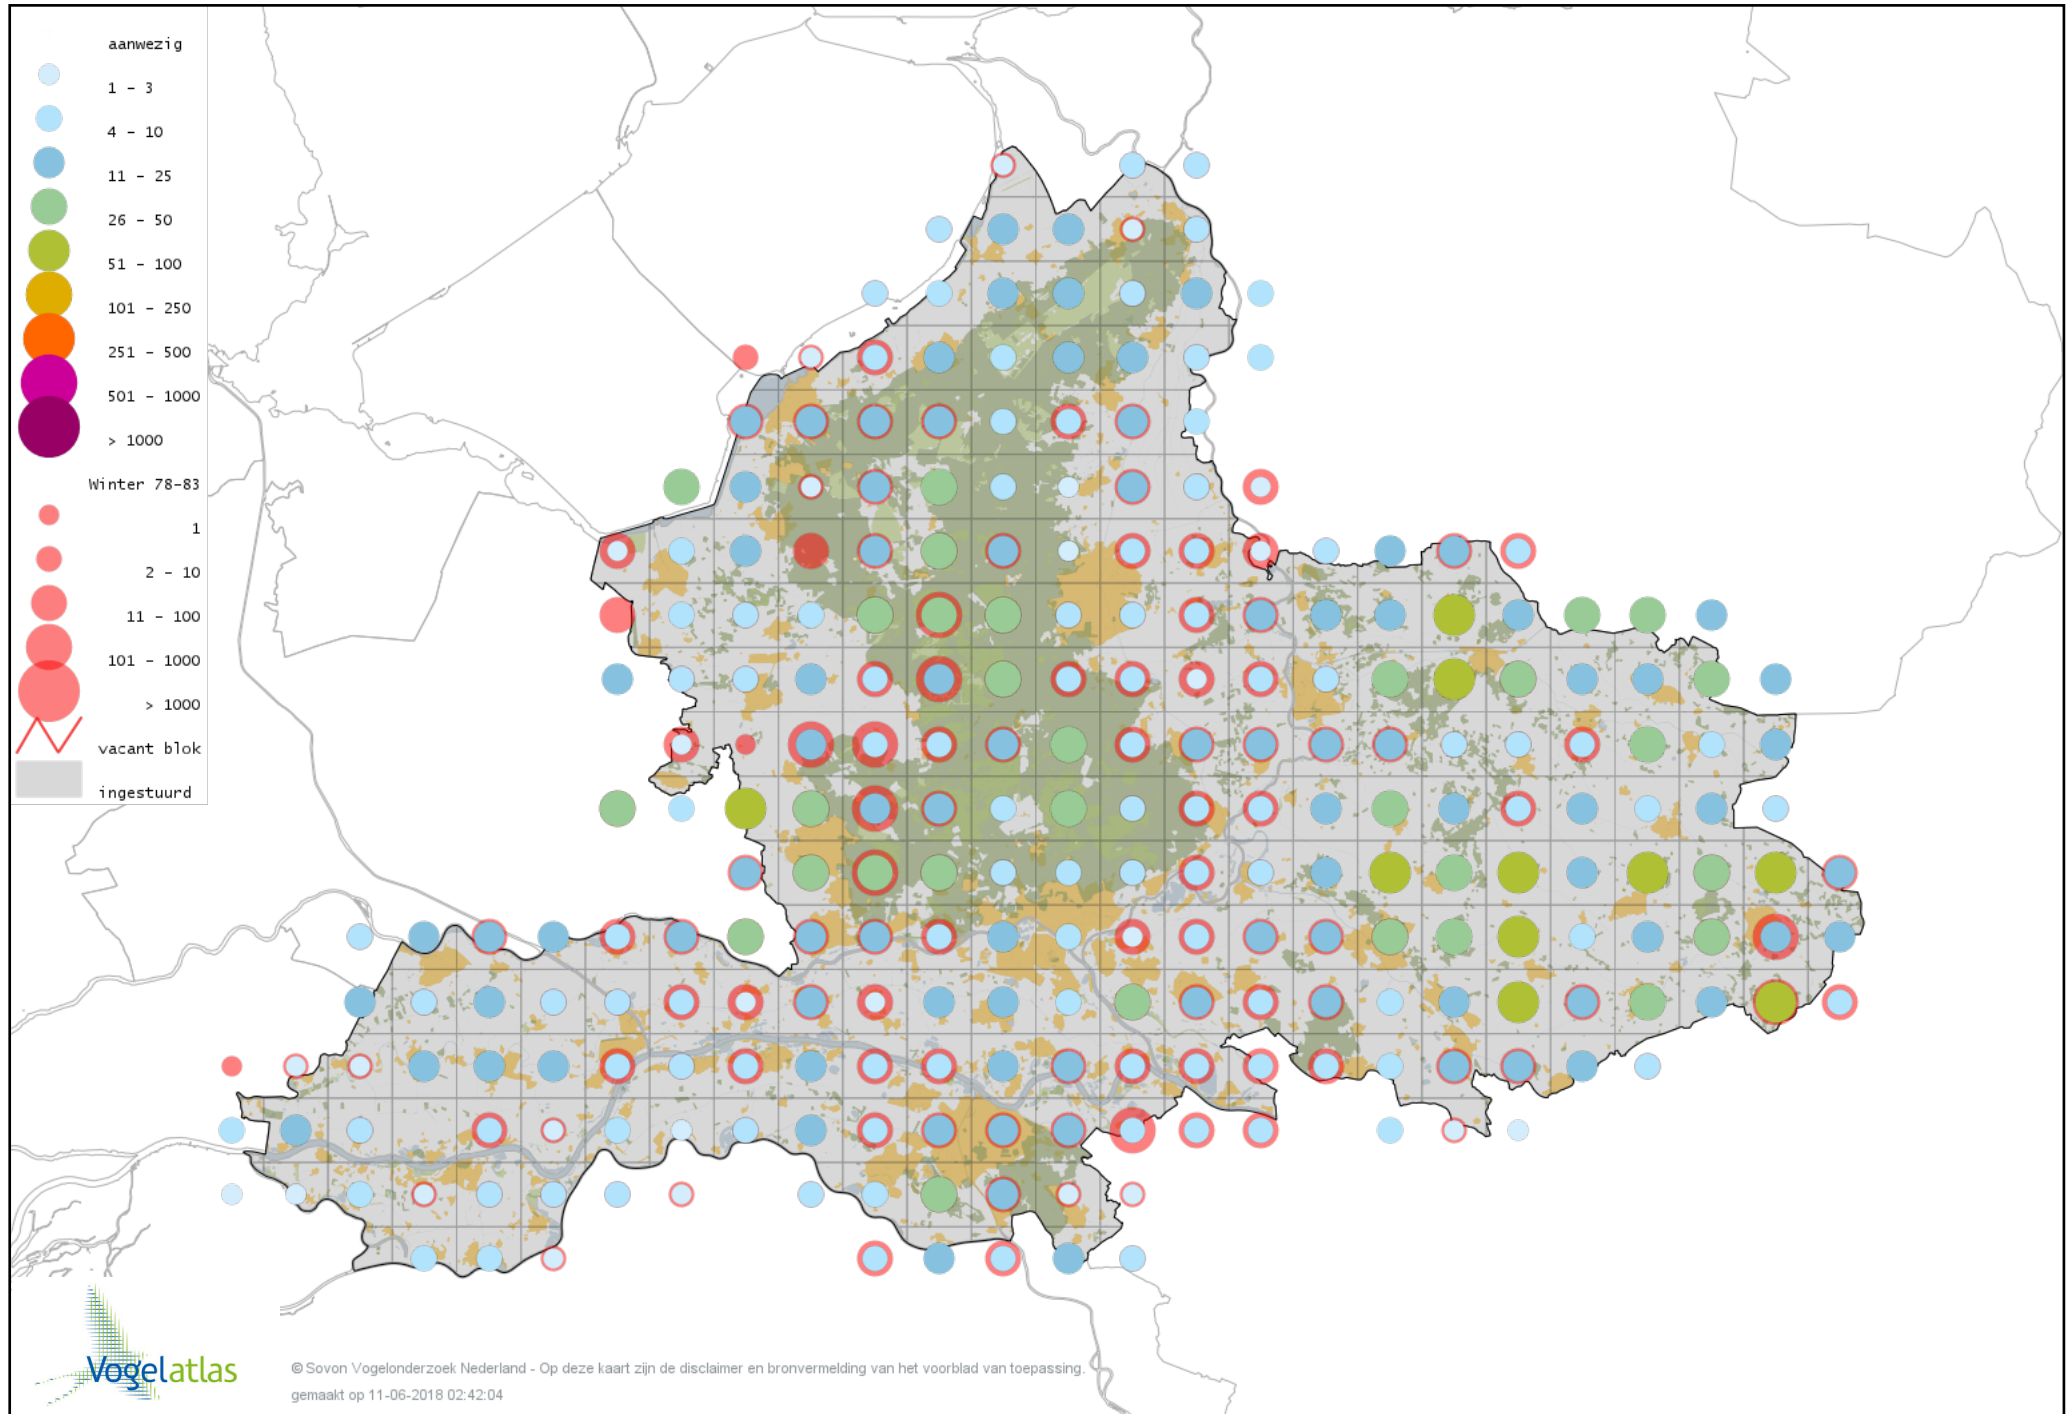 aanwezig
1 - 3
4 - 10
11 - 25
26 - 50
51 - 100
101 - 250
251 - 500
501 - 1000
> 1000
Winter 78-83
1
2 - 10
11 - 100
101 - 1000
> 1000
vacant blok
ingestuurd
Vogelatlas
© Sovon Vogelonderzoek Nederland - Op deze kaart zijn de disclaimer en bronvermelding van het voorblad van toepassing.
gemaakt op 11-06-2018 02:42:04